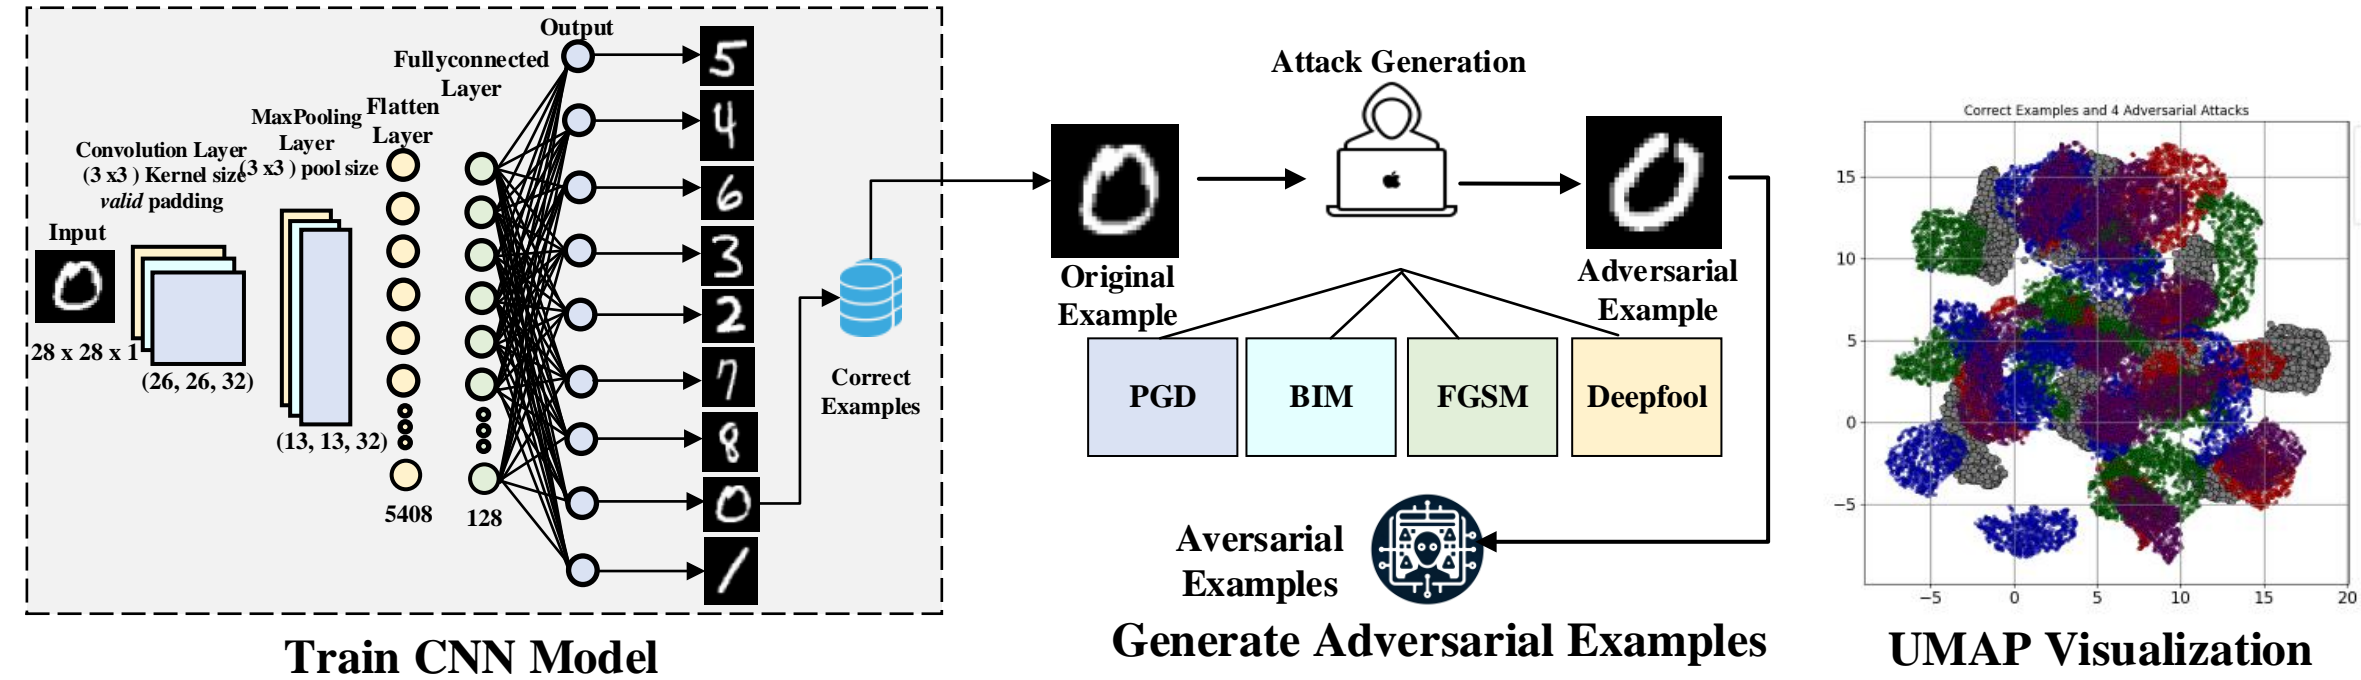 Input
28 x 28 x 1
Convolution Layer
(3 x3 ) Kernel size
valid padding
(26, 26, 32)
MaxPooling
Layer
(3 x3 ) pool size
(13, 13, 32)
Flatten
Layer
5408
Fullyconnected
Layer
128
Output
5
4
6
3
2
7
8
0
1
Correct
Examples
Train CNN Model
Original
Example
Attack Generation
Adversarial
Example
PGD
BIM
FGSM
Deepfool
Aversarial
Examples
Generate Adversarial Examples
Correct Examples and 4 Adversarial Attacks
15
10
5
0
−5
−5
0
5
10
15
20
UMAP Visualization